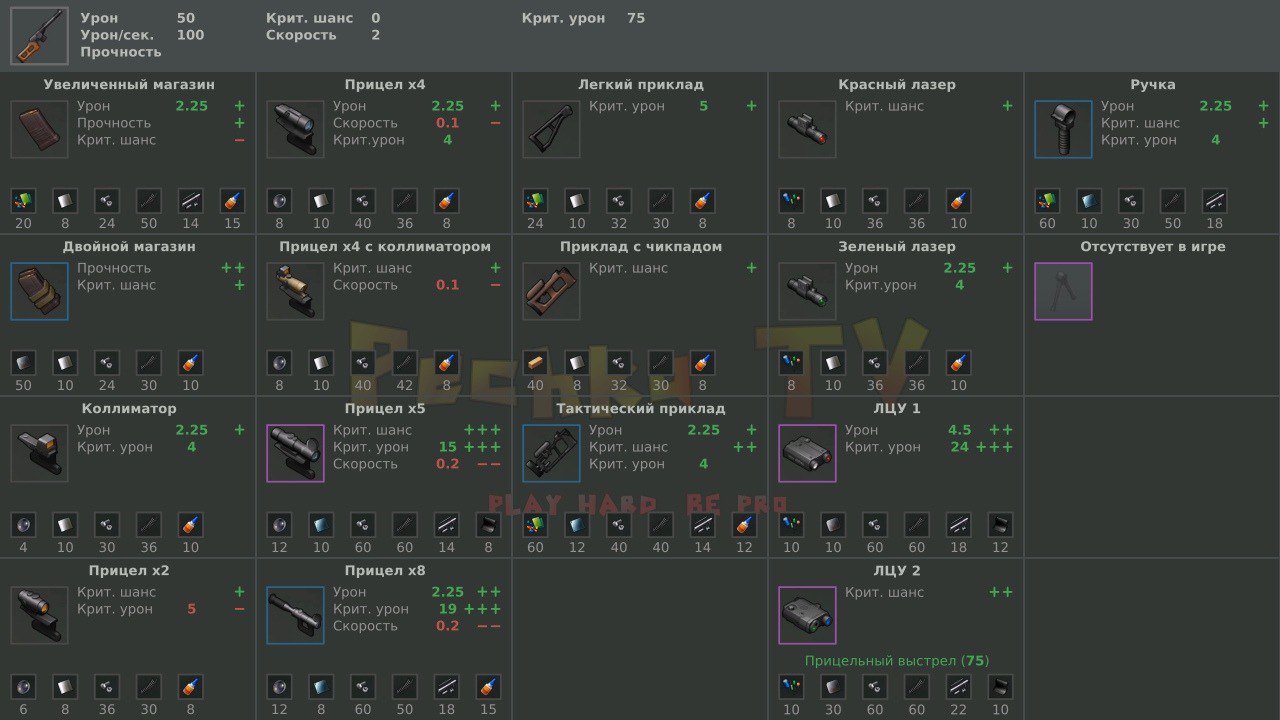 Урон 50 Крит. шанс 0 Крит. урон 75
Урон/сек. 100 Скорость 2
Прочность
Увеличенный магазин
Урон 2.25 +
Прочность +
Крит. шанс −
20 8 24 50 14 15
Прицел x4
Урон 2.25 +
Скорость 0.1 −
Крит.урон 4
8 10 40 36 8
Легкий приклад
Крит. урон 5 +
24 10 32 30 8
Красный лазер
Крит. шанс +
8 10 36 36 10
Ручка
Урон 2.25 +
Крит. шанс +
Крит. урон 4
60 10 30 50 18
Двойной магазин
Прочность ++
Крит. шанс +
50 10 24 30 10
Прицел x4 с коллиматором
Крит. шанс +
Скорость 0.1 −
8 10 40 42 8
Приклад с чикпадом
Крит. шанс +
40 8 32 30 8
Зеленый лазер
Урон 2.25 +
Крит.урон 4
8 10 36 36 10
Отсутствует в игре
Pechka TV
Коллиматор
Урон 2.25 +
Крит. урон 4
4 10 30 36 10
Прицел x5
Крит. шанс +++
Крит. урон 15 +++
Скорость 0.2 −−
12 10 60 60 14 8
Тактический приклад
Урон 2.25 +
Крит. шанс ++
Крит. урон 4
60 12 40 40 14 12
ЛЦУ 1
Урон 4.5 ++
Крит. урон 24 +++
10 10 60 60 18 12
PLAY HARD BE PRO
Прицел x2
Крит. шанс +
Крит. урон 5 −
6 8 36 30 8
Прицел x8
Урон 2.25 ++
Крит. урон 19 +++
Скорость 0.2 −−
12 8 60 50 18 15
ЛЦУ 2
Крит. шанс ++
Прицельный выстрел (75)
10 30 60 60 22 10